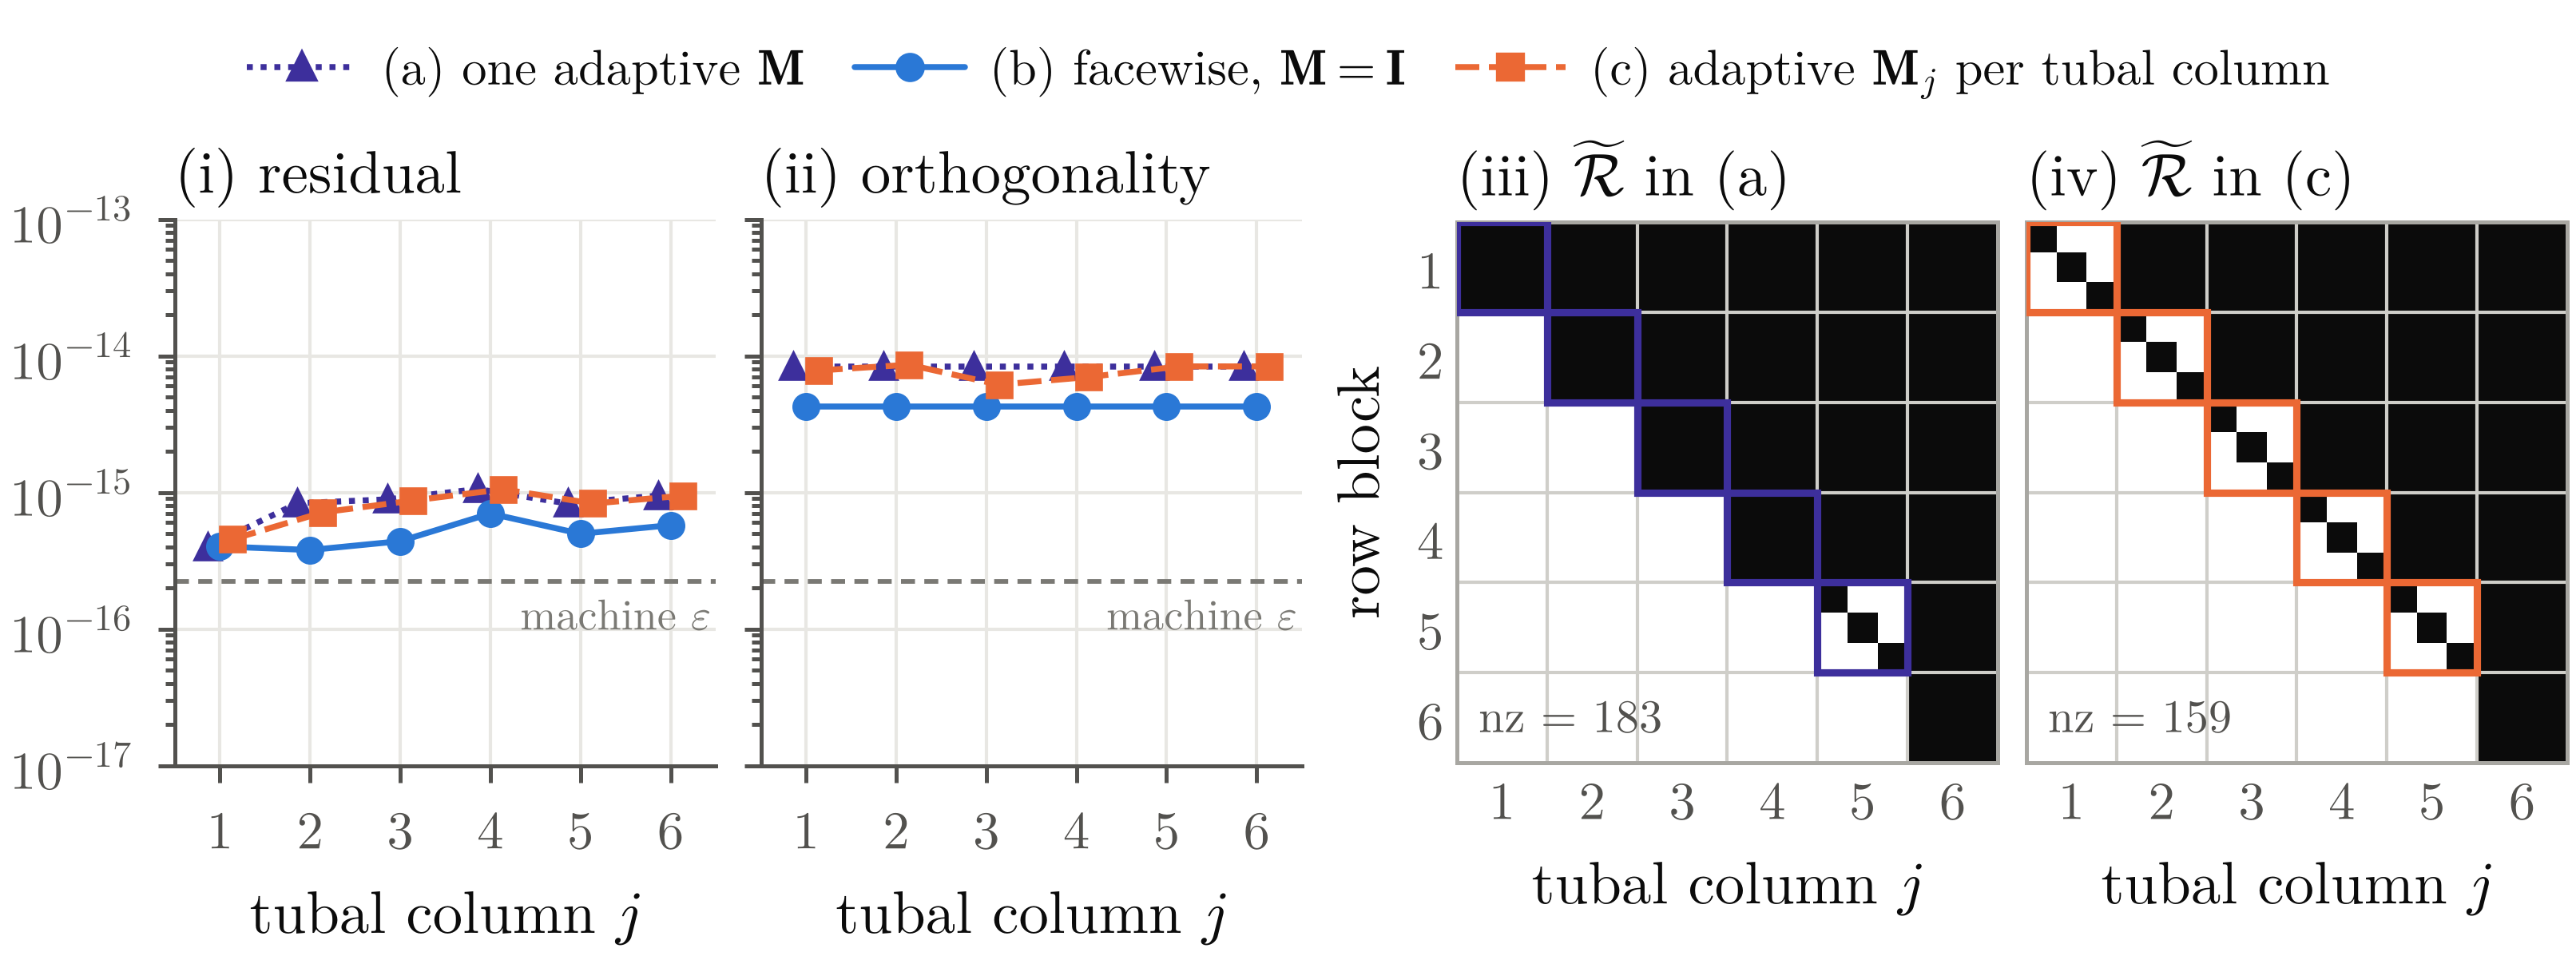 (a) one adaptive M (b) facewise, M = I (c) adaptive M_j per tubal column
(i) residual (ii) orthogonality (iii) R̃ in (a) (iv) R̃ in (c)
10⁻¹³
10⁻¹⁴
10⁻¹⁵
10⁻¹⁶
10⁻¹⁷
machine ε
1 2 3 4 5 6
tubal column j
machine ε
1 2 3 4 5 6
tubal column j
row block
1
2
3
4
5
6
nz = 183
1 2 3 4 5 6
tubal column j
nz = 159
1 2 3 4 5 6
tubal column j